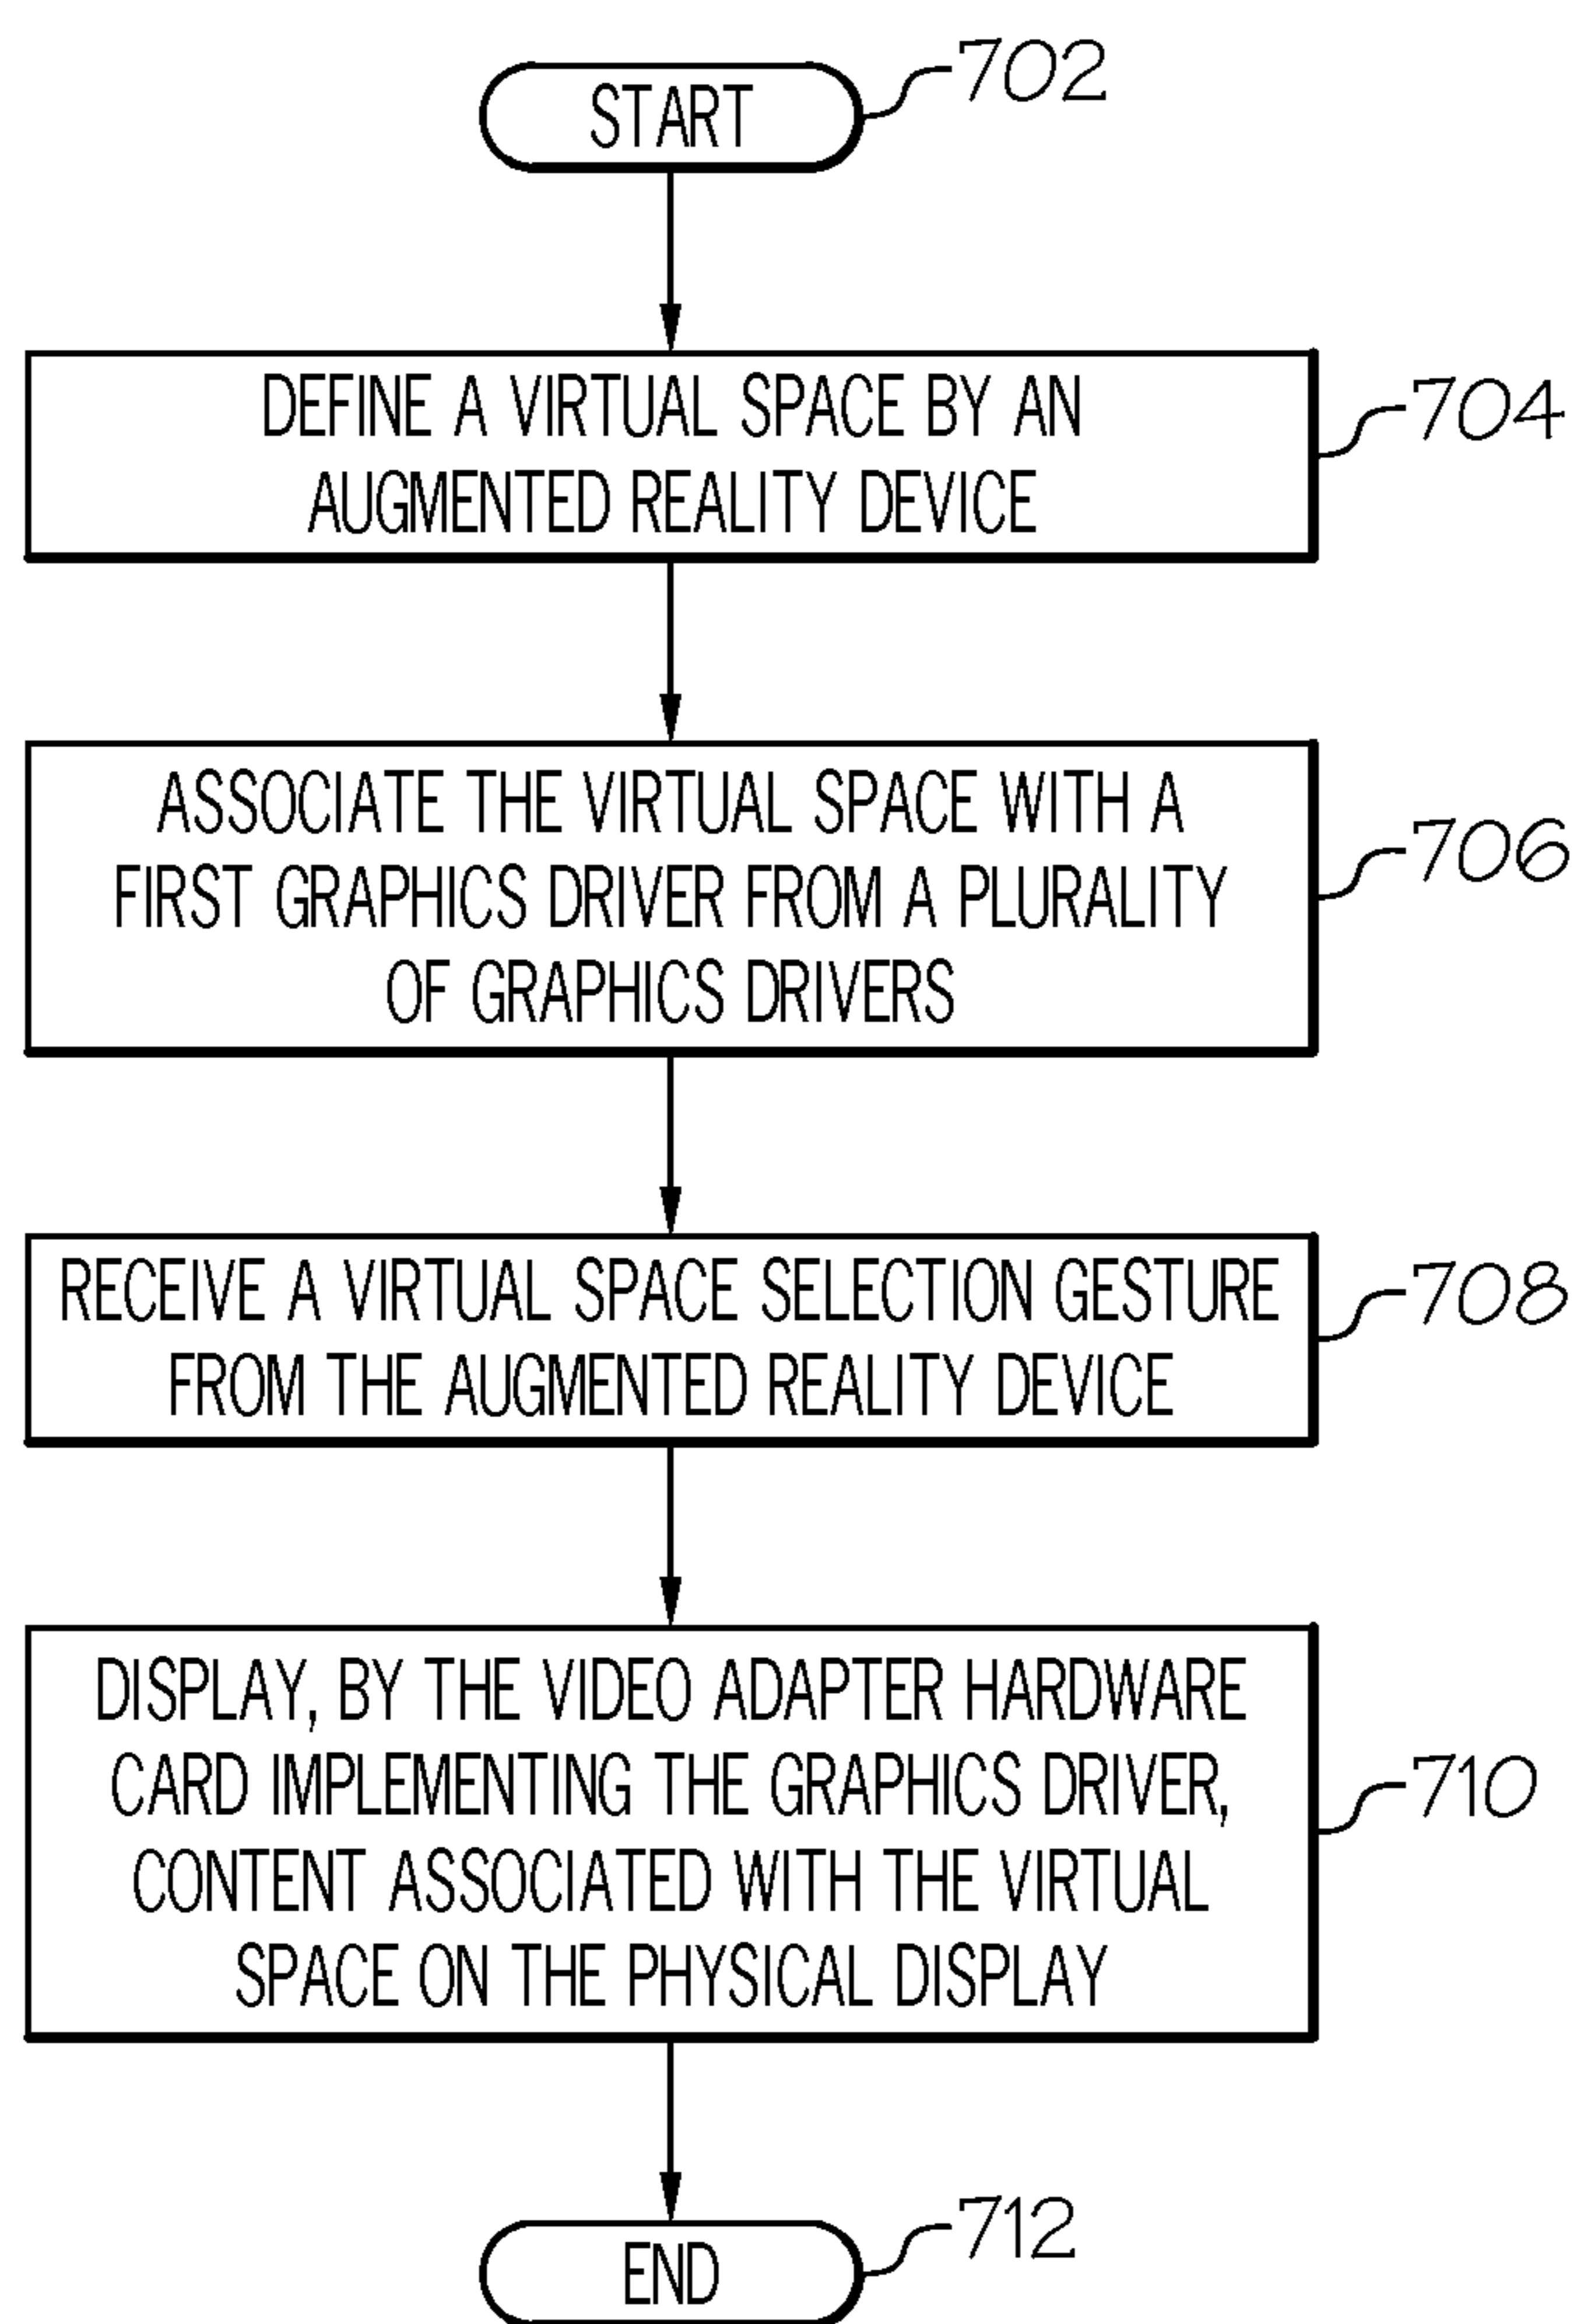 START
702
DEFINE A VIRTUAL SPACE BY AN
AUGMENTED REALITY DEVICE
704
ASSOCIATE THE VIRTUAL SPACE WITH A
FIRST GRAPHICS DRIVER FROM A PLURALITY
OF GRAPHICS DRIVERS
706
RECEIVE A VIRTUAL SPACE SELECTION GESTURE
FROM THE AUGMENTED REALITY DEVICE
708
DISPLAY, BY THE VIDEO ADAPTER HARDWARE
CARD IMPLEMENTING THE GRAPHICS DRIVER,
CONTENT ASSOCIATED WITH THE VIRTUAL
SPACE ON THE PHYSICAL DISPLAY
710
END
712